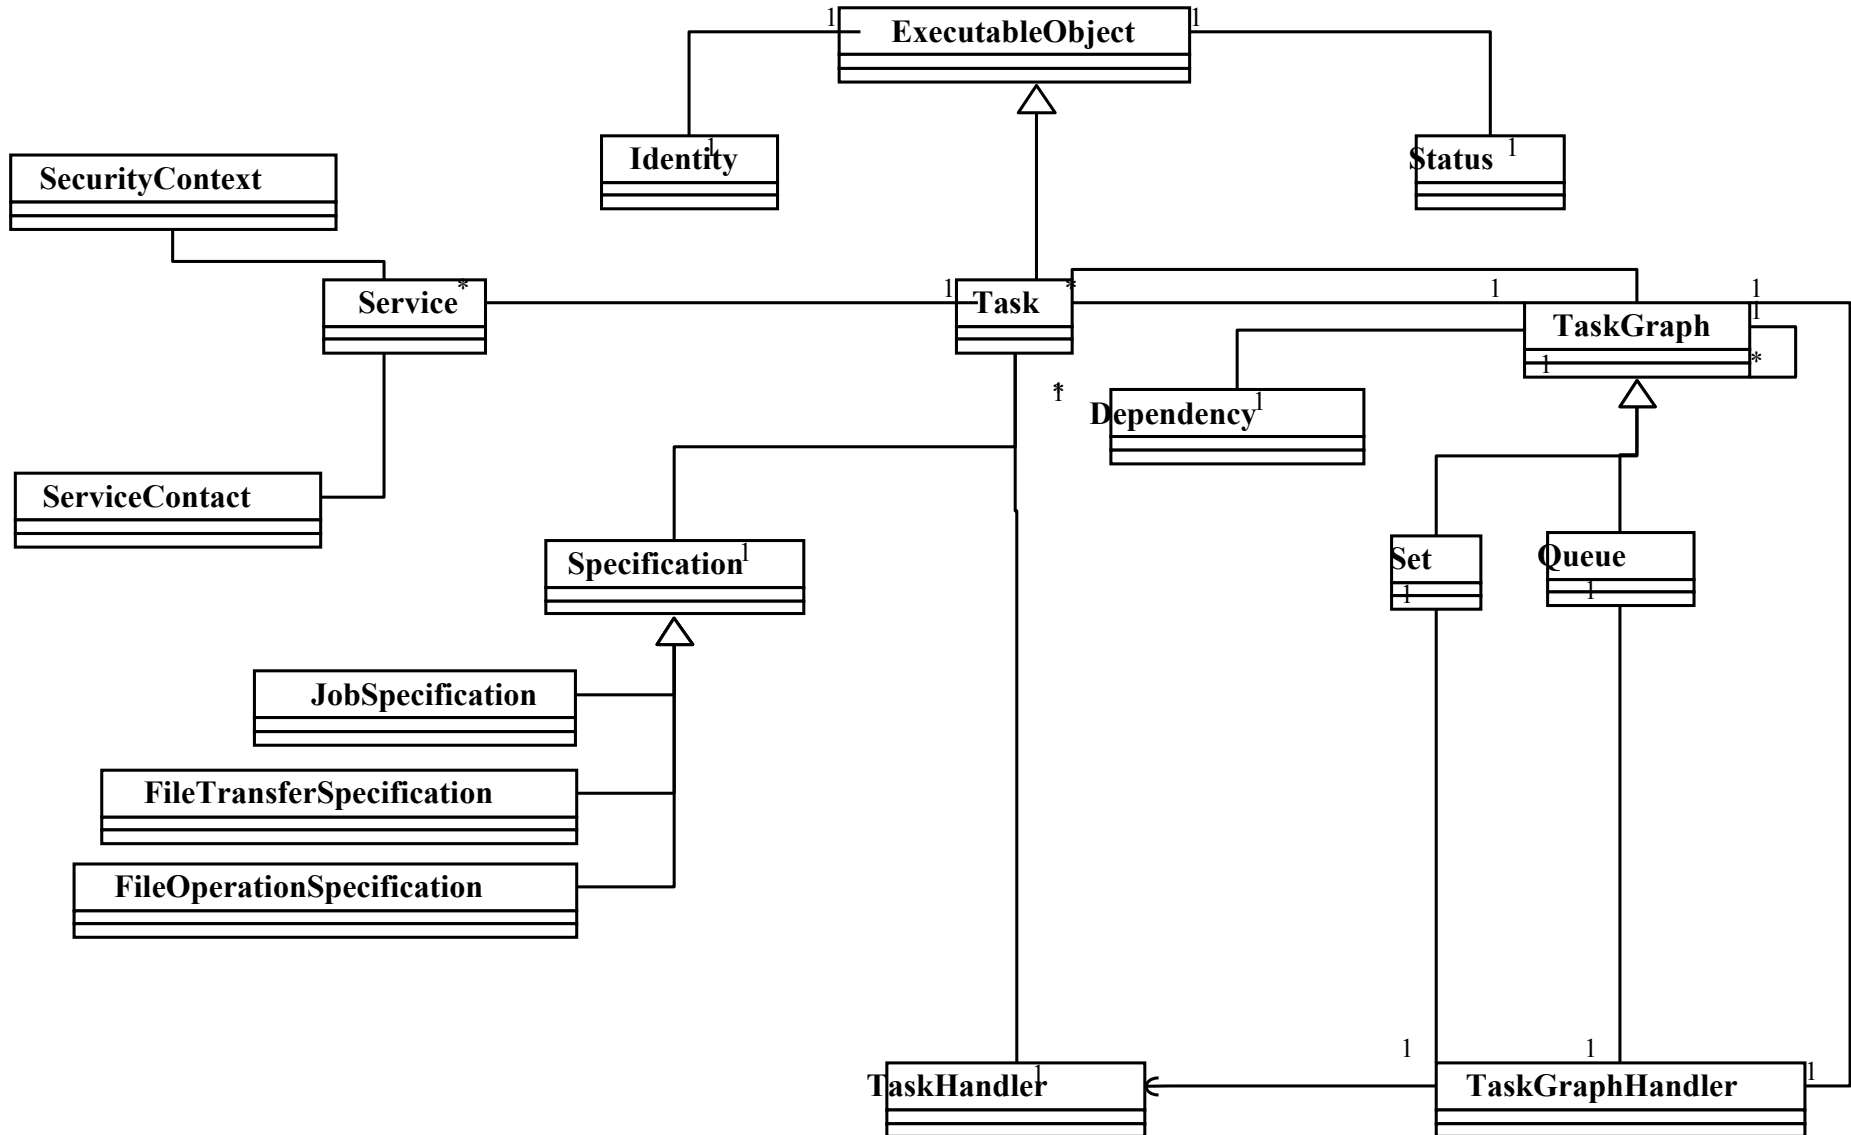 1
ExecutableObject
1
Identity
1
Status
1
SecurityContext
Service
*
1
Task
*
1
1
TaskGraph
1
1
*
*
1
Dependency
1
ServiceContact
Specification
1
Set
1
Queue
1
JobSpecification
FileTransferSpecification
FileOperationSpecification
1
1
TaskHandler
1
TaskGraphHandler
1